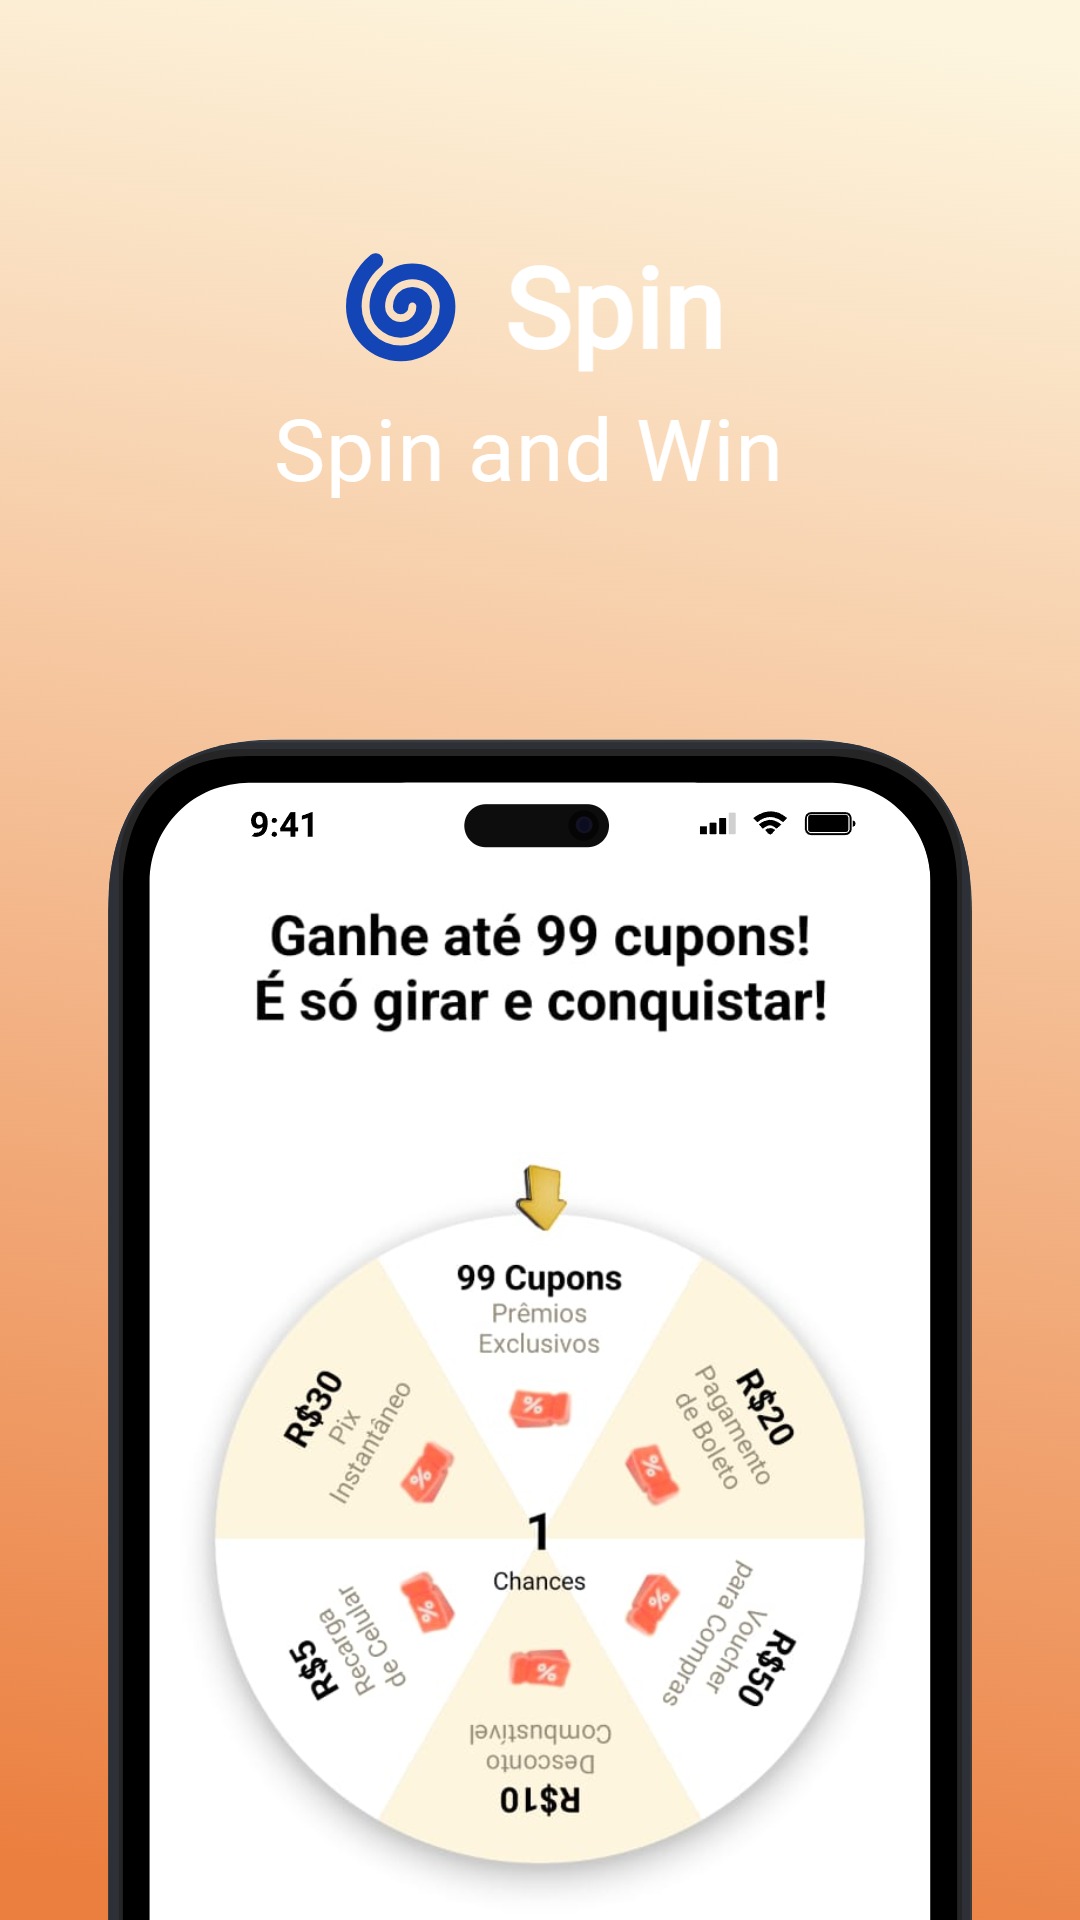 Spin
Spin and Win
9:41
Ganhe até 99 cupons!
É só girar e conquistar!
99 Cupons
Prêmios
Exclusivos
%
R$20
Pagamento
de Boleto
%
R$50
Voucher
para Compras
%
R$10
Desconto
Combustível
%
R$5
Recarga
de Celular
%
R$30
Pix
Instantâneo
%
1
Chances